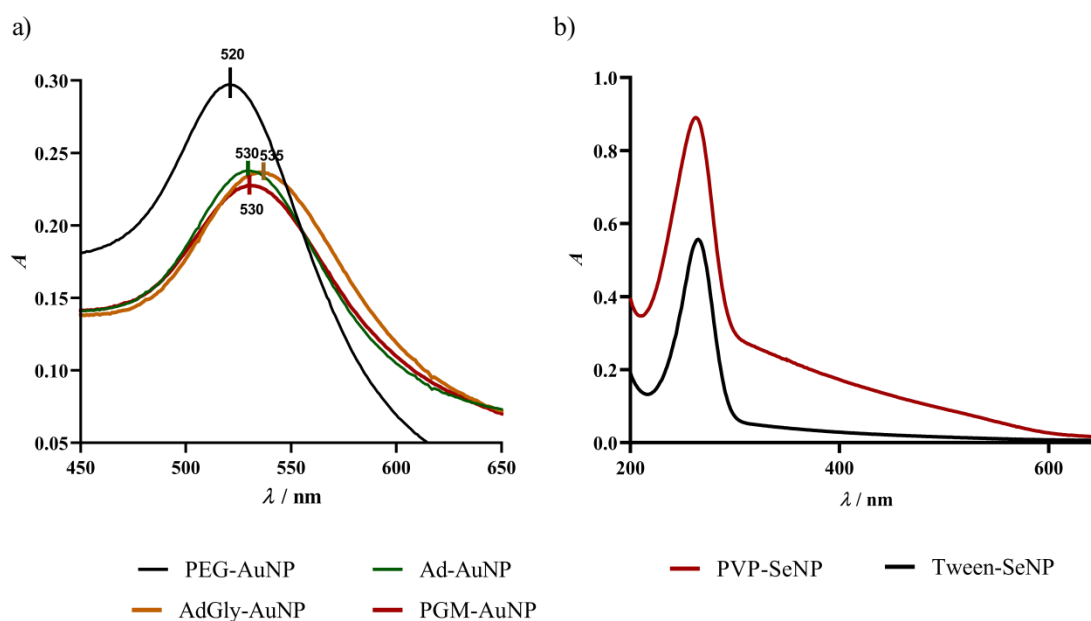 a)
520
0.30
0.25
530
535
530
0.20
A
0.15
0.10
0.05
450
500
550
600
650
λ / nm
b)
1.0
0.8
0.6
A
0.4
0.2
0.0
200
400
600
λ / nm
PEG-AuNP
Ad-AuNP
PVP-SeNP
Tween-SeNP
AdGly-AuNP
PGM-AuNP